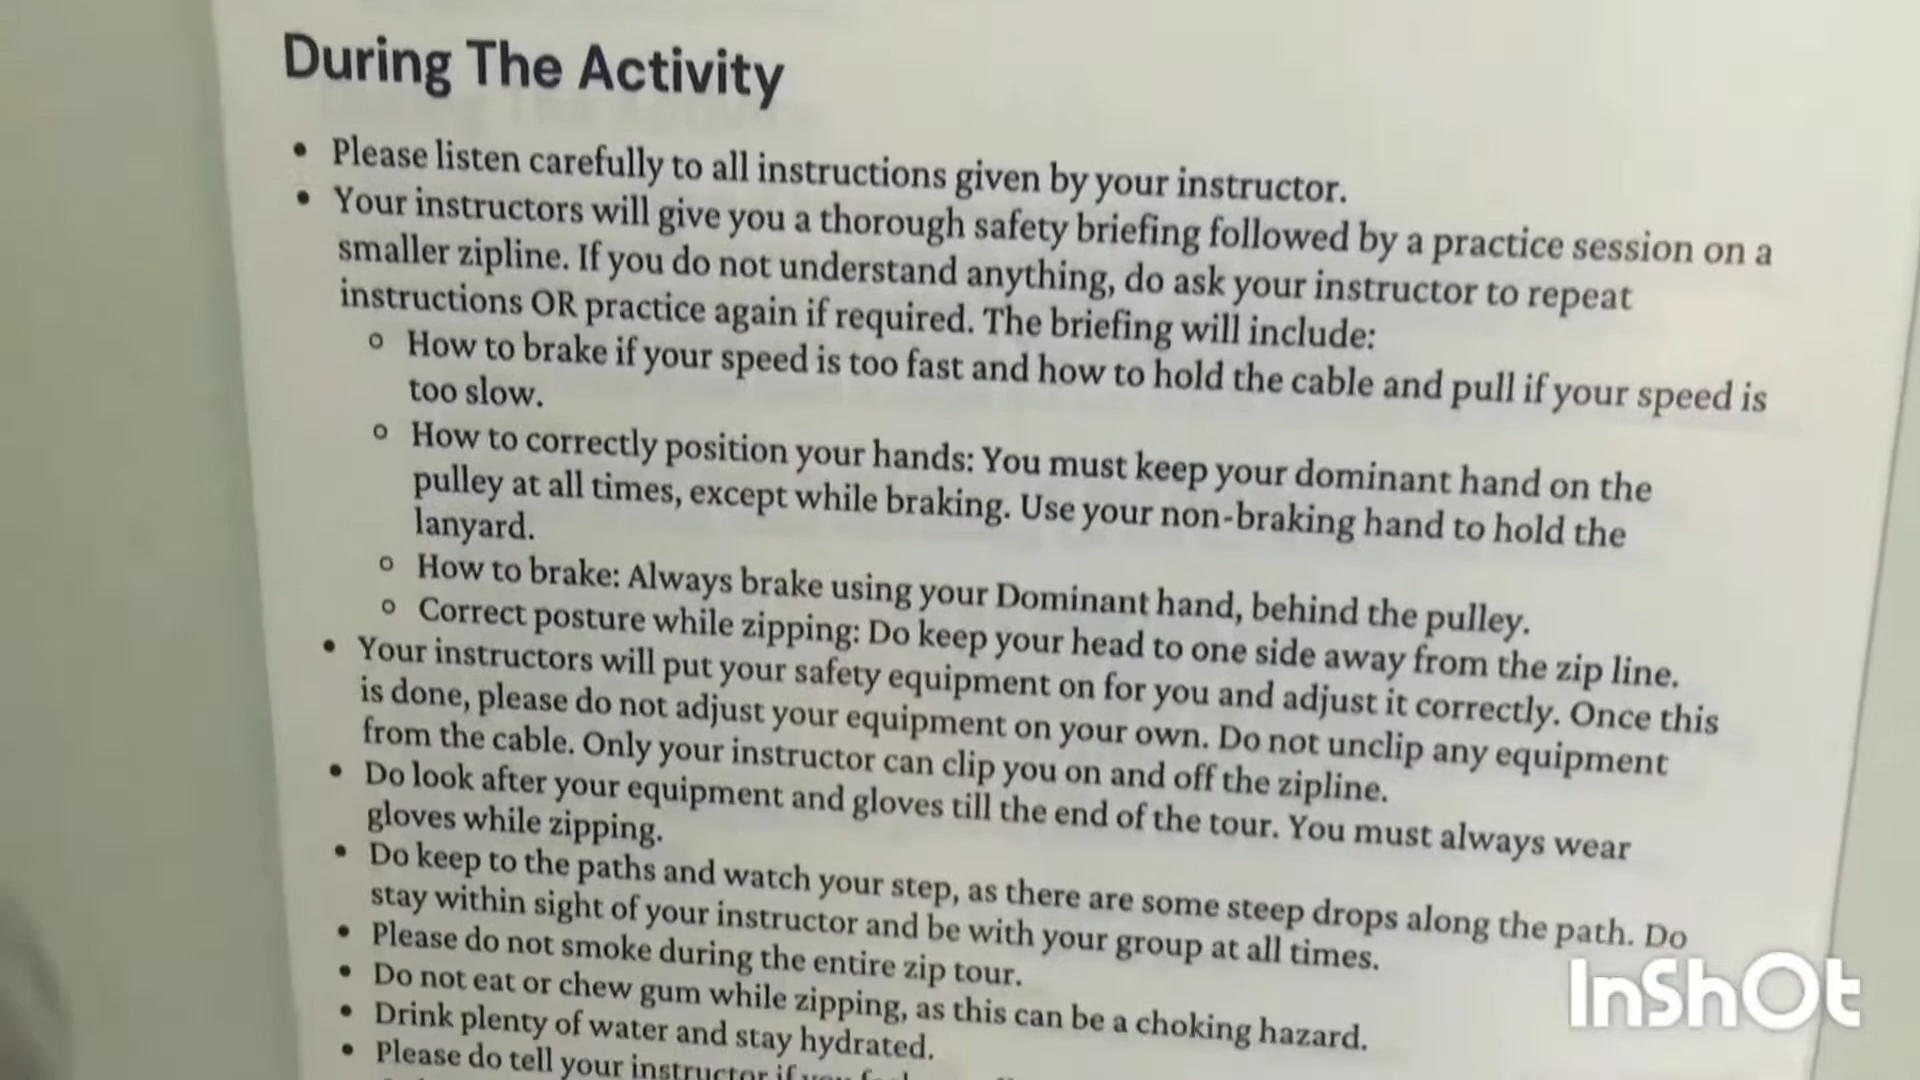 During The Activity
• Please listen carefully to all instructions given by your instructor.
• Your instructors will give you a thorough safety briefing followed by a practice session on a
smaller zipline. If you do not understand anything, do ask your instructor to repeat
instructions OR practice again if required. The briefing will include:
o How to brake if your speed is too fast and how to hold the cable and pull if your speed is
too slow.
o How to correctly position your hands: You must keep your dominant hand on the
pulley at all times, except while braking. Use your non-braking hand to hold the
lanyard.
o How to brake: Always brake using your Dominant hand, behind the pulley.
o Correct posture while zipping: Do keep your head to one side away from the zip line.
• Your instructors will put your safety equipment on for you and adjust it correctly. Once this
is done, please do not adjust your equipment on your own. Do not unclip any equipment
from the cable. Only your instructor can clip you on and off the zipline.
• Do look after your equipment and gloves till the end of the tour. You must always wear
gloves while zipping.
• Do keep to the paths and watch your step, as there are some steep drops along the path. Do
stay within sight of your instructor and be with your group at all times.
• Please do not smoke during the entire zip tour.
• Do not eat or chew gum while zipping, as this can be a choking hazard.
• Drink plenty of water and stay hydrated.
• Please do tell your instructor if you
InShOt